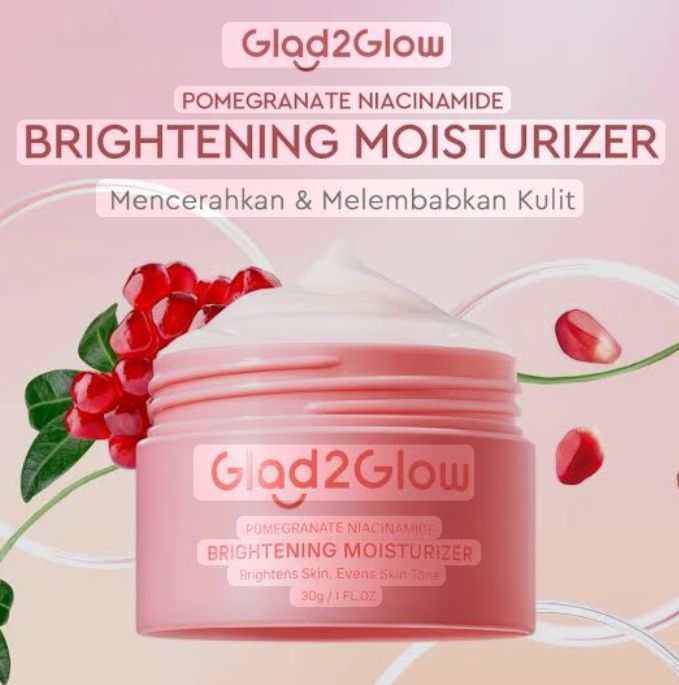 Glad2Glow
POMEGRANATE NIACINAMIDE
BRIGHTENING MOISTURIZER
Mencerahkan & Melembabkan Kulit
Glad2Glow
POMEGRANATE NIACINAMIDE
BRIGHTENING MOISTURIZER
Brightens Skin, Evens Skin Tone
30g / 1 FL.OZ